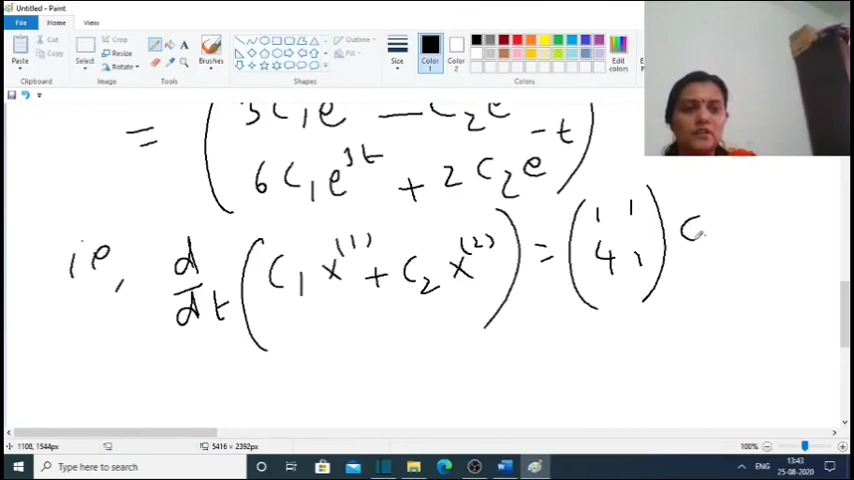 Untitled - Paint
File Home View
Paste Cut Copy Select Crop Resize Rotate Brushes Shapes Outline Fill Size Color 1 Color 2 Edit colors
Clipboard Image Tools Shapes Colors
= ( 3C₁e — C₂e
6C₁e^3t + 2C₂e^-t )
ie, d/dt ( C₁x^(1) + C₂x^(2) ) = ( 1 1
4 1 ) C
1108, 1544px 5416 × 2392px 100%
Type here to search ENG 13:43
25-08-2020